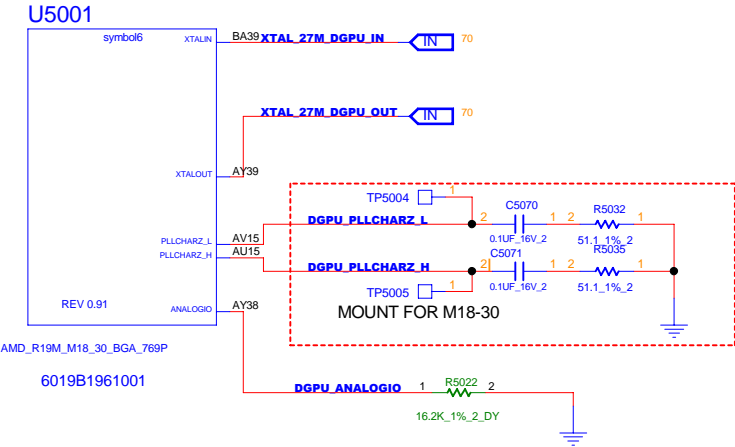 U5001
symbol6
XTALIN
BA39
XTAL_27M_DGPU_IN
IN
70
XTAL_27M_DGPU_OUT
IN
70
XTALOUT
AY39
TP5004
1
C5070
R5032
DGPU_PLLCHARZ_L
2
1
2
1
PLLCHARZ_L
AV15
0.1UF_16V_2
51.1_1%_2
PLLCHARZ_H
AU15
C5071
R5035
DGPU_PLLCHARZ_H
2
1
2
1
TP5005
1
0.1UF_16V_2
51.1_1%_2
REV 0.91
ANALOGIO
AY38
MOUNT FOR M18-30
AMD_R19M_M18_30_BGA_769P
6019B1961001
DGPU_ANALOGIO
1
R5022
2
16.2K_1%_2_DY